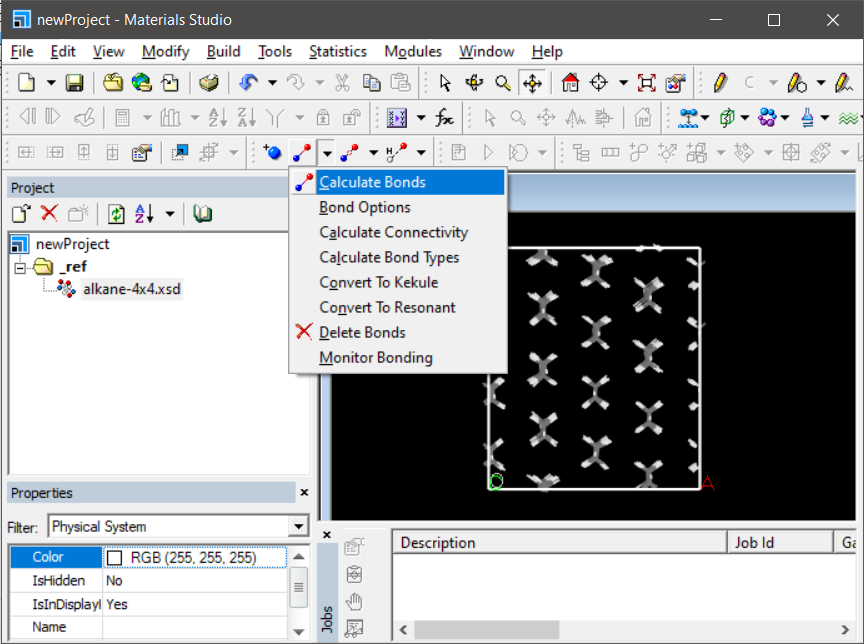 newProject - Materials Studio
File Edit View Modify Build Tools Statistics Modules Window Help
Project
newProject
_ref
alkane-4x4.xsd
Calculate Bonds
Bond Options
Calculate Connectivity
Calculate Bond Types
Convert To Kekule
Convert To Resonant
Delete Bonds
Monitor Bonding
A
Properties
Filter: Physical System
Color RGB (255, 255, 255)
IsHidden No
IsInDisplayI Yes
Name
Jobs
Description Job Id Ga